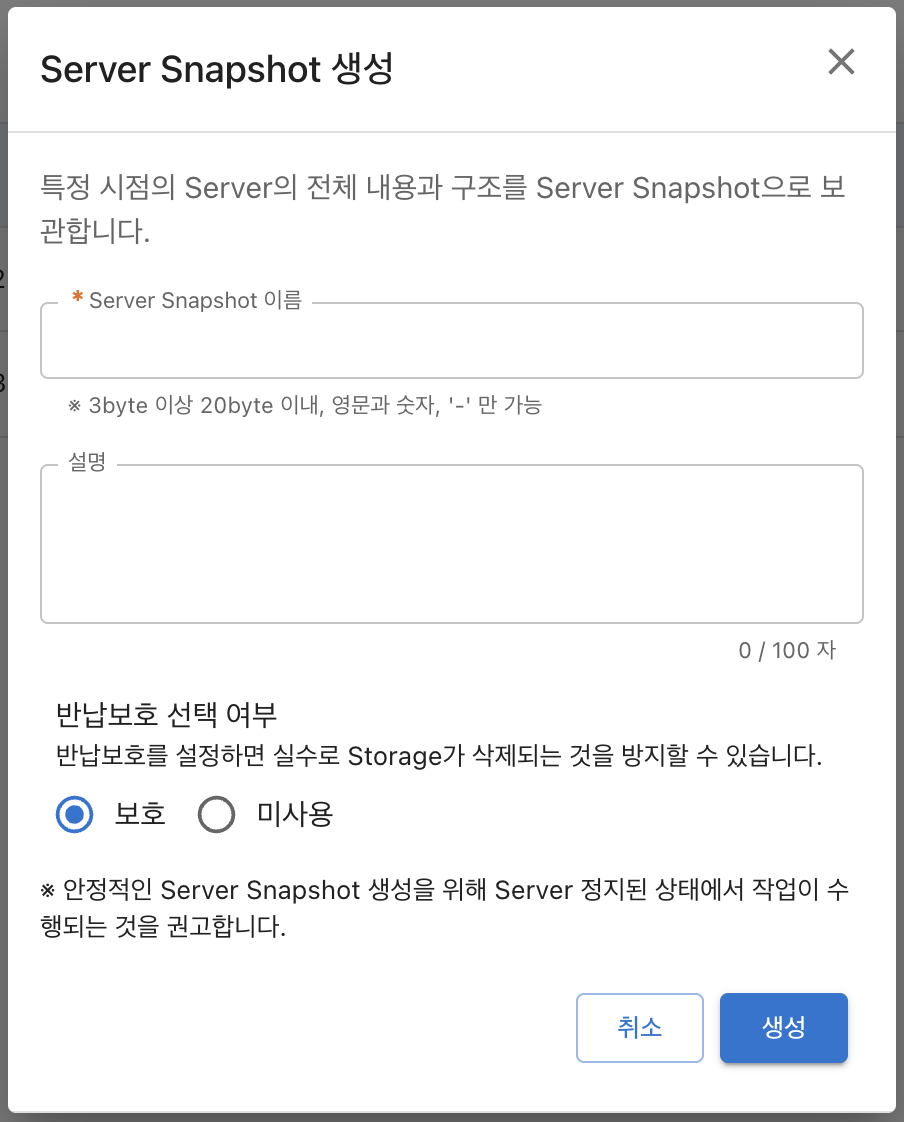 Server Snapshot 생성
특정 시점의 Server의 전체 내용과 구조를 Server Snapshot으로 보
관합니다.
* Server Snapshot 이름
※ 3byte 이상 20byte 이내, 영문과 숫자, '-' 만 가능
설명
0 / 100 자
반납보호 선택 여부
반납보호를 설정하면 실수로 Storage가 삭제되는 것을 방지할 수 있습니다.
보호 미사용
※ 안정적인 Server Snapshot 생성을 위해 Server 정지된 상태에서 작업이 수
행되는 것을 권고합니다.
취소 생성